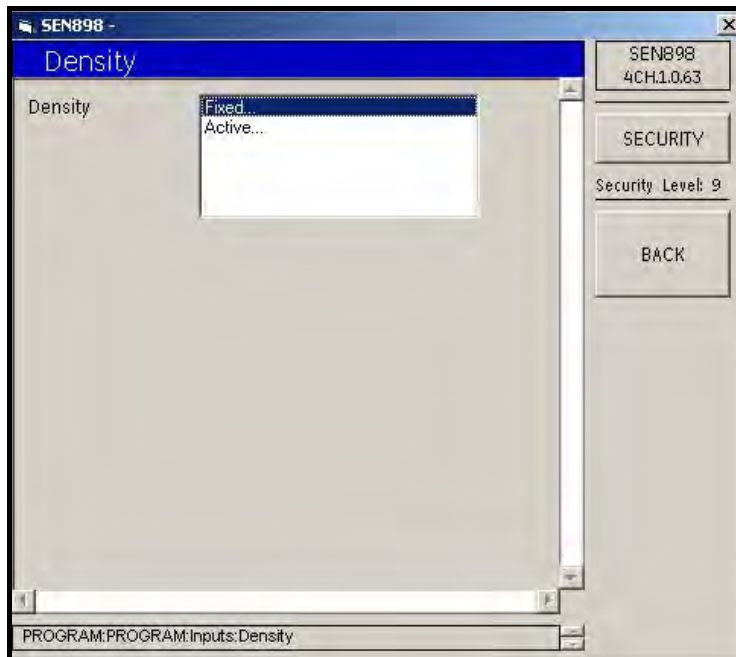 SEN898 -
Density
Density
Fixed...
Active...
SEN898
4CH.1.0.63
SECURITY
Security Level: 9
BACK
PROGRAM:PROGRAM:Inputs:Density